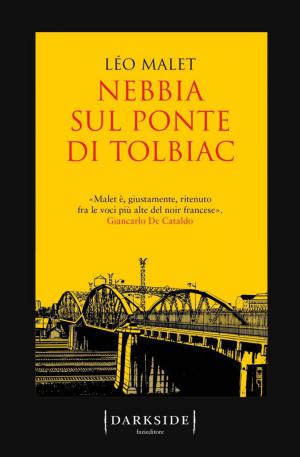 LÉO MALET
NEBBIA
SUL PONTE
DI TOLBIAC
«Malet è, giustamente, ritenuto
fra le voci più alte del noir francese».
Giancarlo De Cataldo
[DARKSIDE]
fazieditore